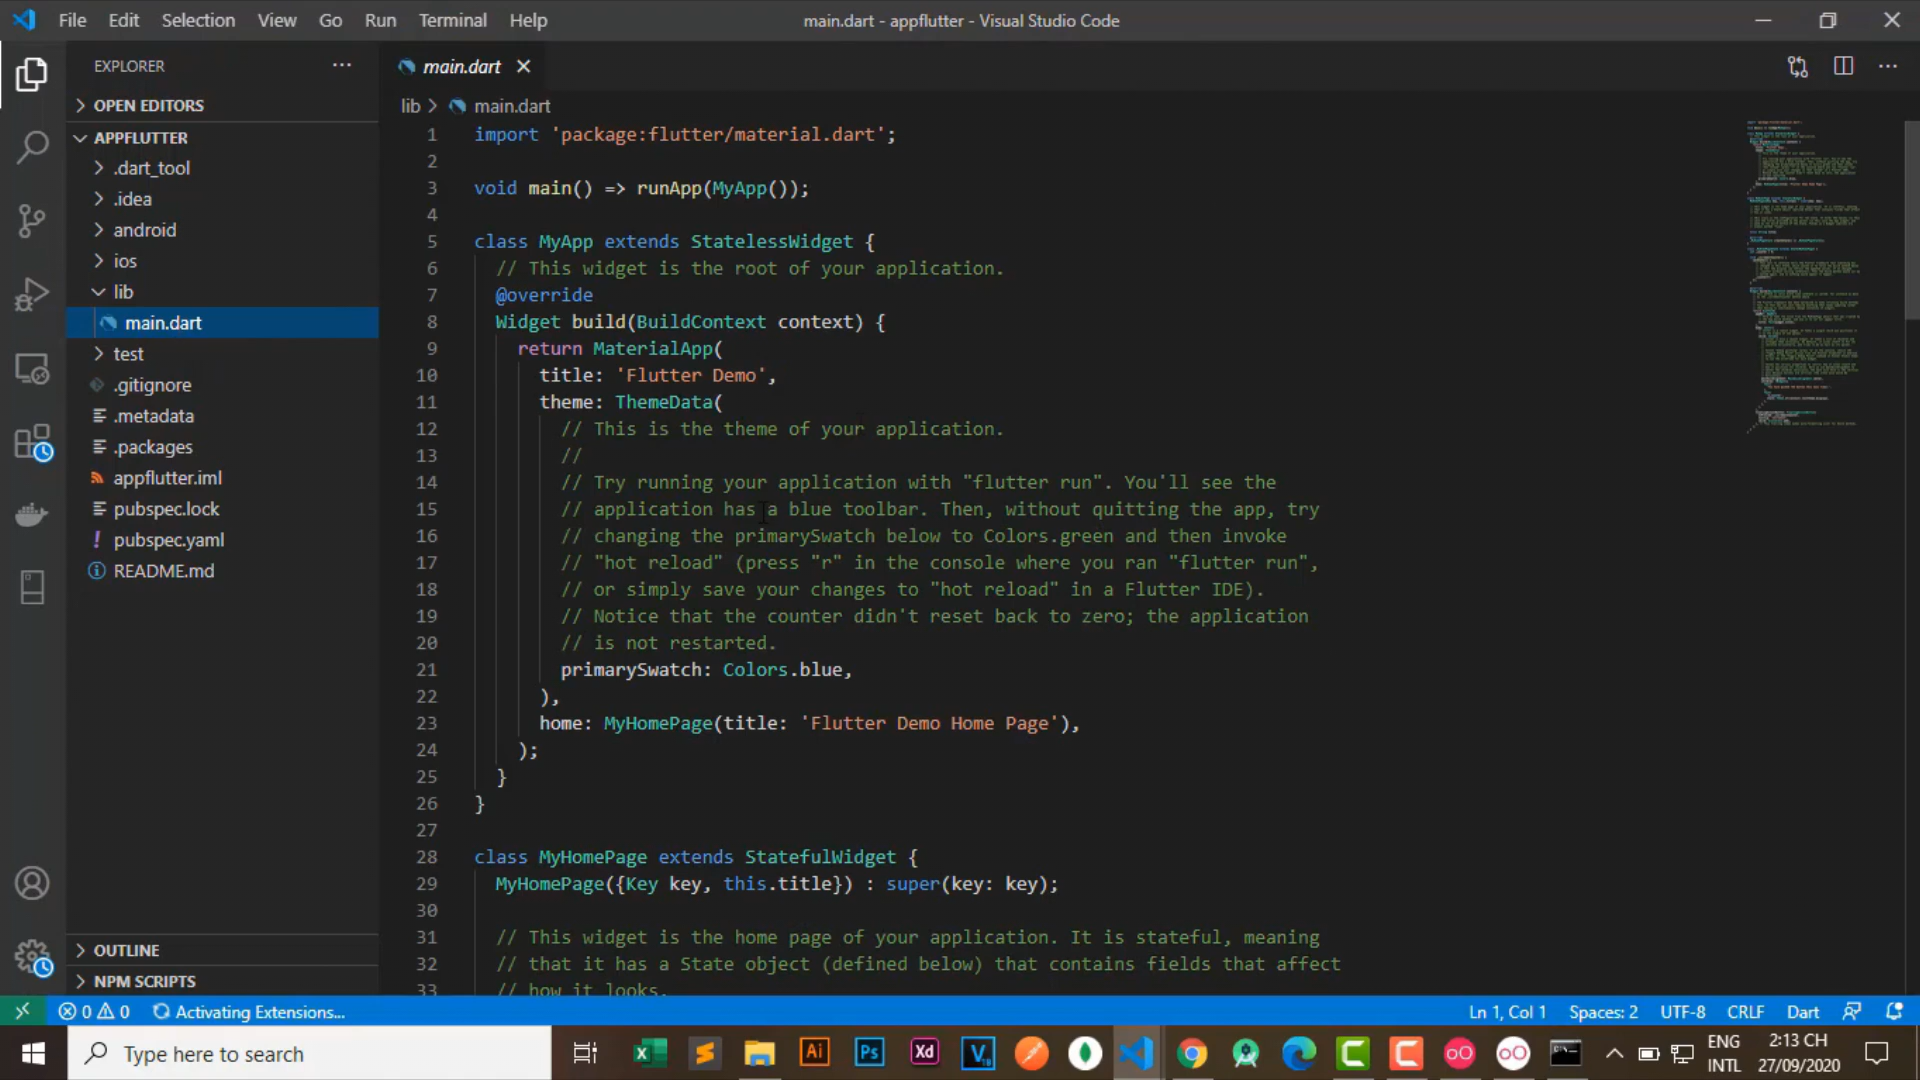 File Edit Selection View Go Run Terminal Help
main.dart - appflutter - Visual Studio Code
EXPLORER
OPEN EDITORS
APPFLUTTER
.dart_tool
.idea
android
ios
lib
main.dart
test
.gitignore
.metadata
.packages
appflutter.iml
pubspec.lock
pubspec.yaml
README.md
OUTLINE
NPM SCRIPTS
main.dart
lib > main.dart
1 import 'package:flutter/material.dart';
2
3 void main() => runApp(MyApp());
4
5 class MyApp extends StatelessWidget {
6 // This widget is the root of your application.
7 @override
8 Widget build(BuildContext context) {
9 return MaterialApp(
10 title: 'Flutter Demo',
11 theme: ThemeData(
12 // This is the theme of your application.
13 //
14 // Try running your application with "flutter run". You'll see the
15 // application has a blue toolbar. Then, without quitting the app, try
16 // changing the primarySwatch below to Colors.green and then invoke
17 // "hot reload" (press "r" in the console where you ran "flutter run",
18 // or simply save your changes to "hot reload" in a Flutter IDE).
19 // Notice that the counter didn't reset back to zero; the application
20 // is not restarted.
21 primarySwatch: Colors.blue,
22 ),
23 home: MyHomePage(title: 'Flutter Demo Home Page'),
24 );
25 }
26 }
27
28 class MyHomePage extends StatefulWidget {
29 MyHomePage({Key key, this.title}) : super(key: key);
30
31 // This widget is the home page of your application. It is stateful, meaning
32 // that it has a State object (defined below) that contains fields that affect
33 // how it looks.
0 0 Activating Extensions...
Ln 1, Col 1 Spaces: 2 UTF-8 CRLF Dart
Type here to search
Ai Ps Xd
ENG
INTL
2:13 CH
27/09/2020